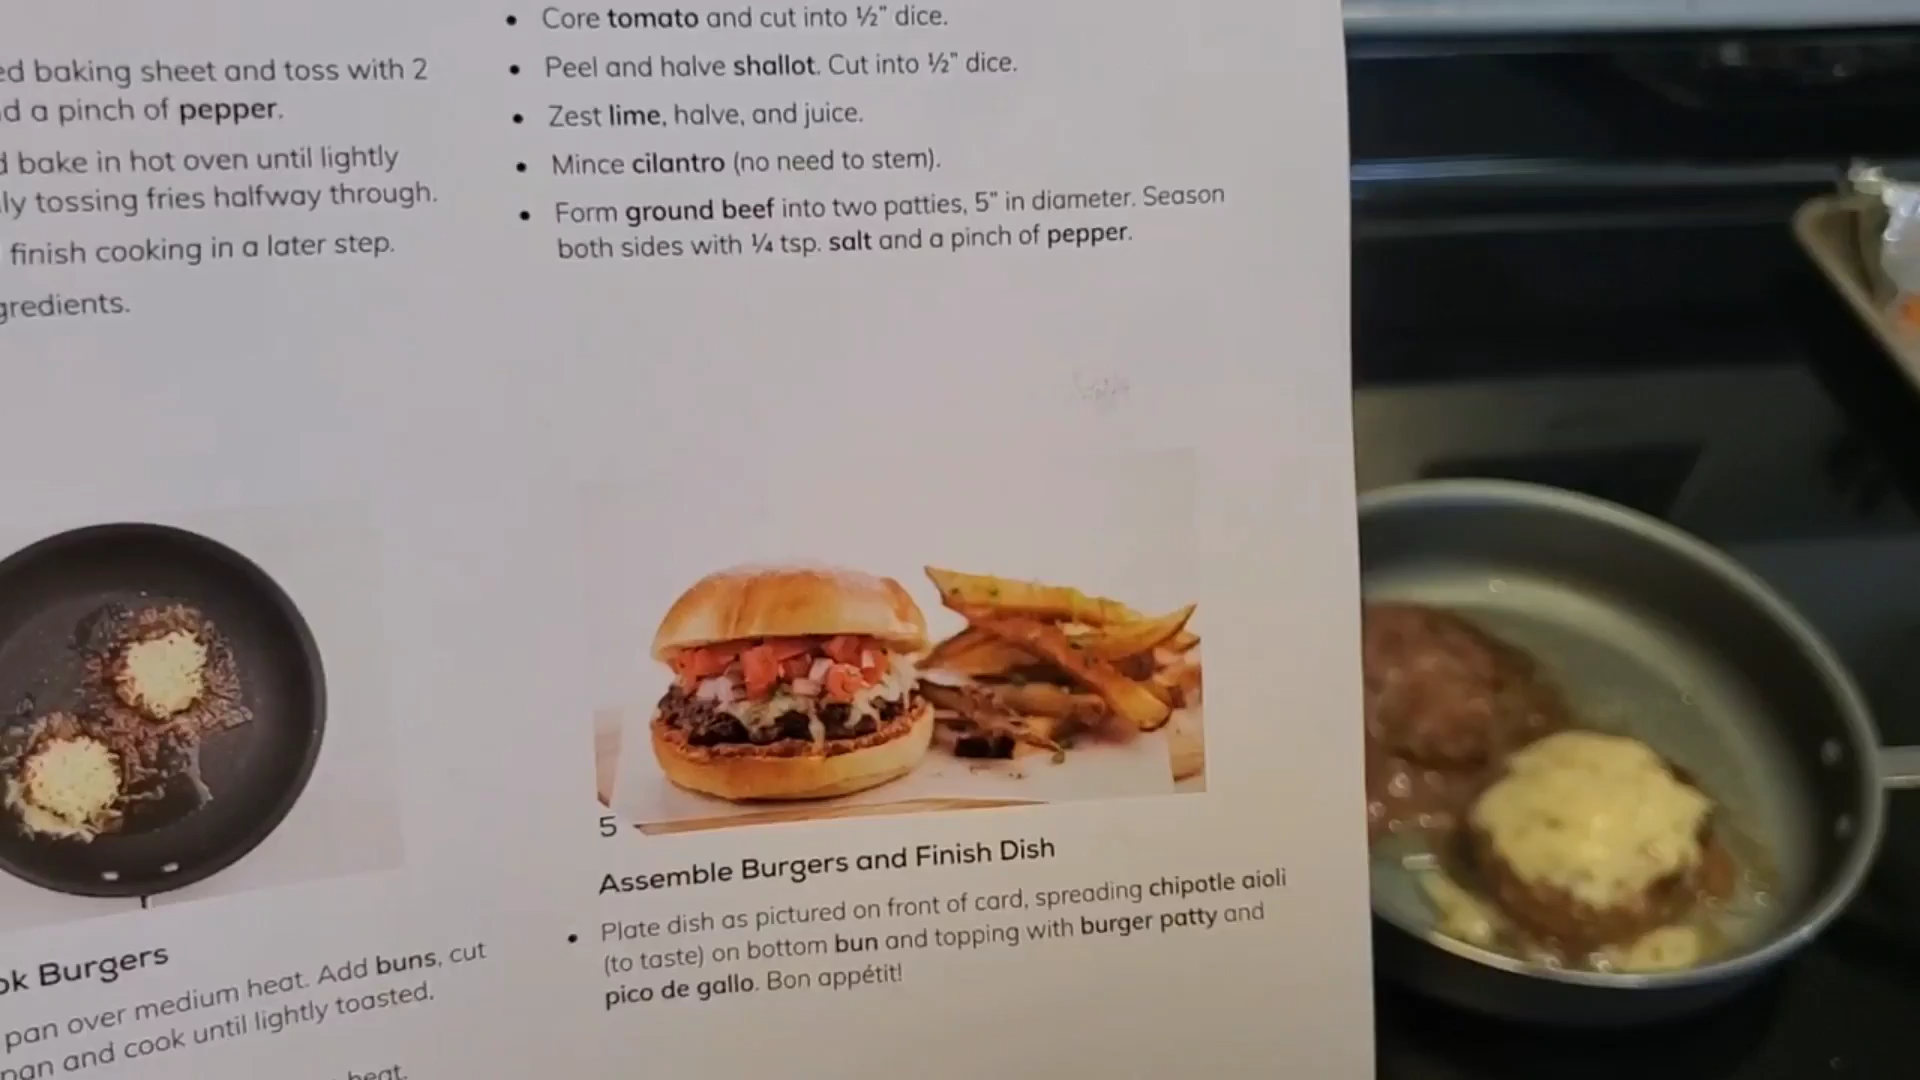 baking sheet and toss with 2
a pinch of pepper.
bake in hot oven until lightly
tossing fries halfway through.
finish cooking in a later step.
• Core tomato and cut into ½" dice.
• Peel and halve shallot. Cut into ½" dice.
• Zest lime, halve, and juice.
• Mince cilantro (no need to stem).
• Form ground beef into two patties, 5" in diameter. Season
both sides with ¼ tsp. salt and a pinch of pepper.
Burgers
pan over medium heat. Add buns, cut
and cook until lightly toasted.
heat.
5
Assemble Burgers and Finish Dish
• Plate dish as pictured on front of card, spreading chipotle aioli
(to taste) on bottom bun and topping with burger patty and
pico de gallo. Bon appétit!